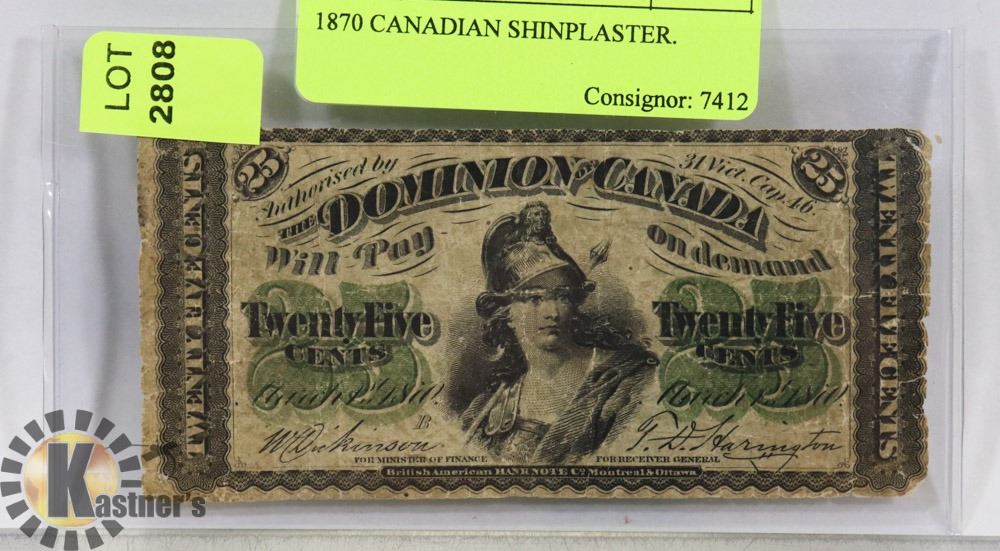 1870 CANADIAN SHINPLASTER.
Consignor: 7412
LOT
2808
25
25
Authorised by
31 Vict. Cap. 46.
THE DOMINION OF CANADA
Will Pay
on demand
Twenty Five
CENTS
Twenty Five
CENTS
March 1st 1870.
March 1st 1870.
TWENTY FIVE CENTS
TWENTY FIVE CENTS
B
W Dickinson
T. D. Harington
FOR MINISTER OF FINANCE
FOR RECEIVER GENERAL
British American BANK NOTE Co. Montreal & Ottawa.
Kastner's